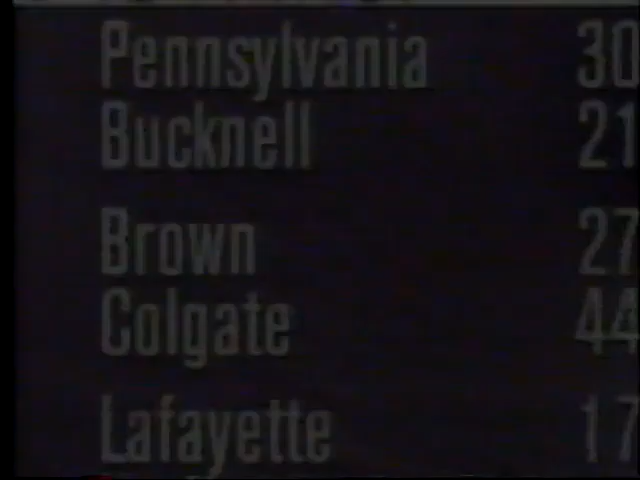 Pennsylvania 30
Bucknell 21
Brown 27
Colgate 44
Lafayette 17